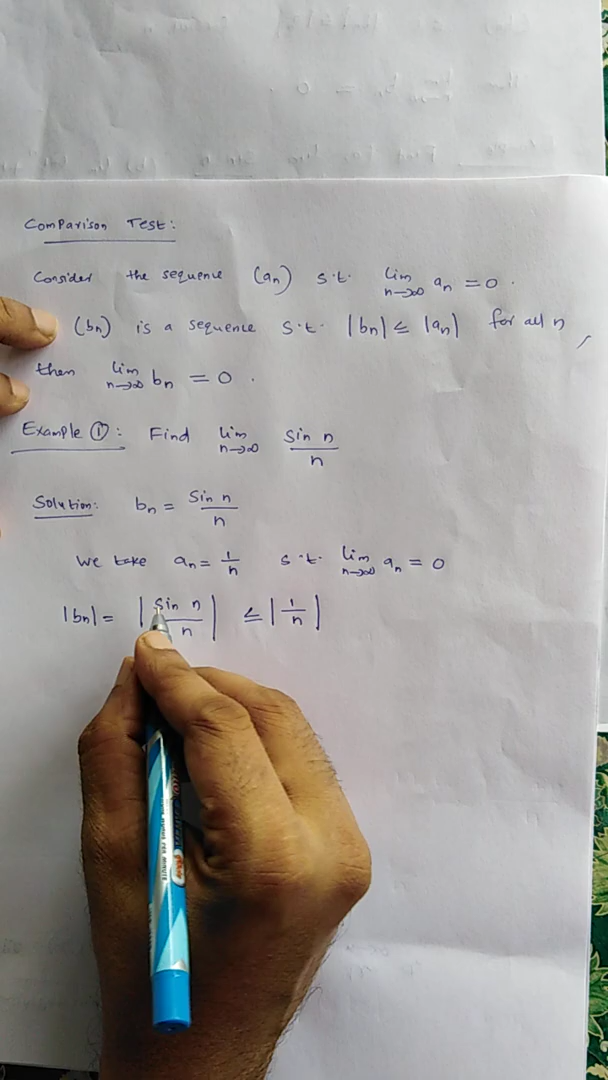 Comparison Test:
Consider the sequence (an) s.t. lim n→∞ an = 0.
(bn) is a sequence s.t. |bn| ≤ |an| for all n,
then lim n→∞ bn = 0.
Example ①: Find lim n→∞ Sin n / n
Solution: bn = Sin n / n
We take an = 1/n s.t. lim n→∞ an = 0
|bn| = |Sin n / n| ≤ |1/n|